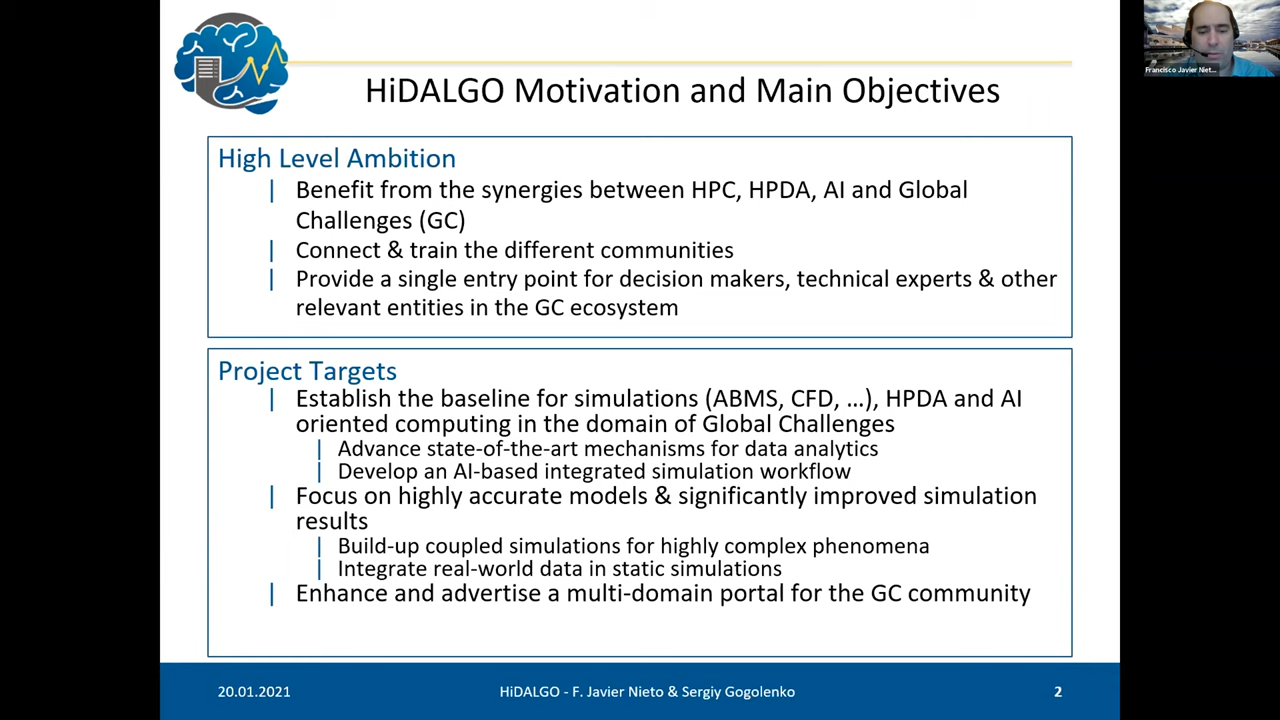 Francisco Javier Niet...
HiDALGO Motivation and Main Objectives
High Level Ambition
Benefit from the synergies between HPC, HPDA, AI and Global
Challenges (GC)
Connect & train the different communities
Provide a single entry point for decision makers, technical experts & other
relevant entities in the GC ecosystem
Project Targets
Establish the baseline for simulations (ABMS, CFD, ...), HPDA and AI
oriented computing in the domain of Global Challenges
Advance state-of-the-art mechanisms for data analytics
Develop an AI-based integrated simulation workflow
Focus on highly accurate models & significantly improved simulation
results
Build-up coupled simulations for highly complex phenomena
Integrate real-world data in static simulations
Enhance and advertise a multi-domain portal for the GC community
20.01.2021
HiDALGO - F. Javier Nieto & Sergiy Gogolenko
2